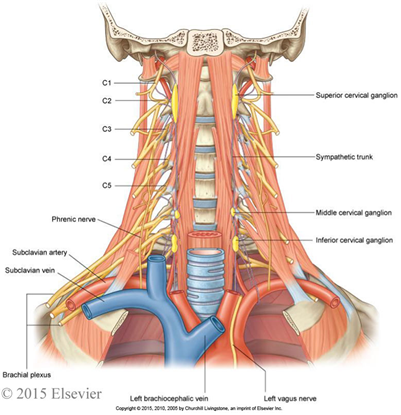 C1
C2
C3
C4
C5
Phrenic nerve
Subclavian artery
Subclavian vein
Brachial plexus
Superior cervical ganglion
Sympathetic trunk
Middle cervical ganglion
Inferior cervical ganglion
Left brachiocephalic vein
Left vagus nerve
© 2015 Elsevier
Copyright © 2015, 2010, 2005 by Churchill Livingstone, an imprint of Elsevier Inc.